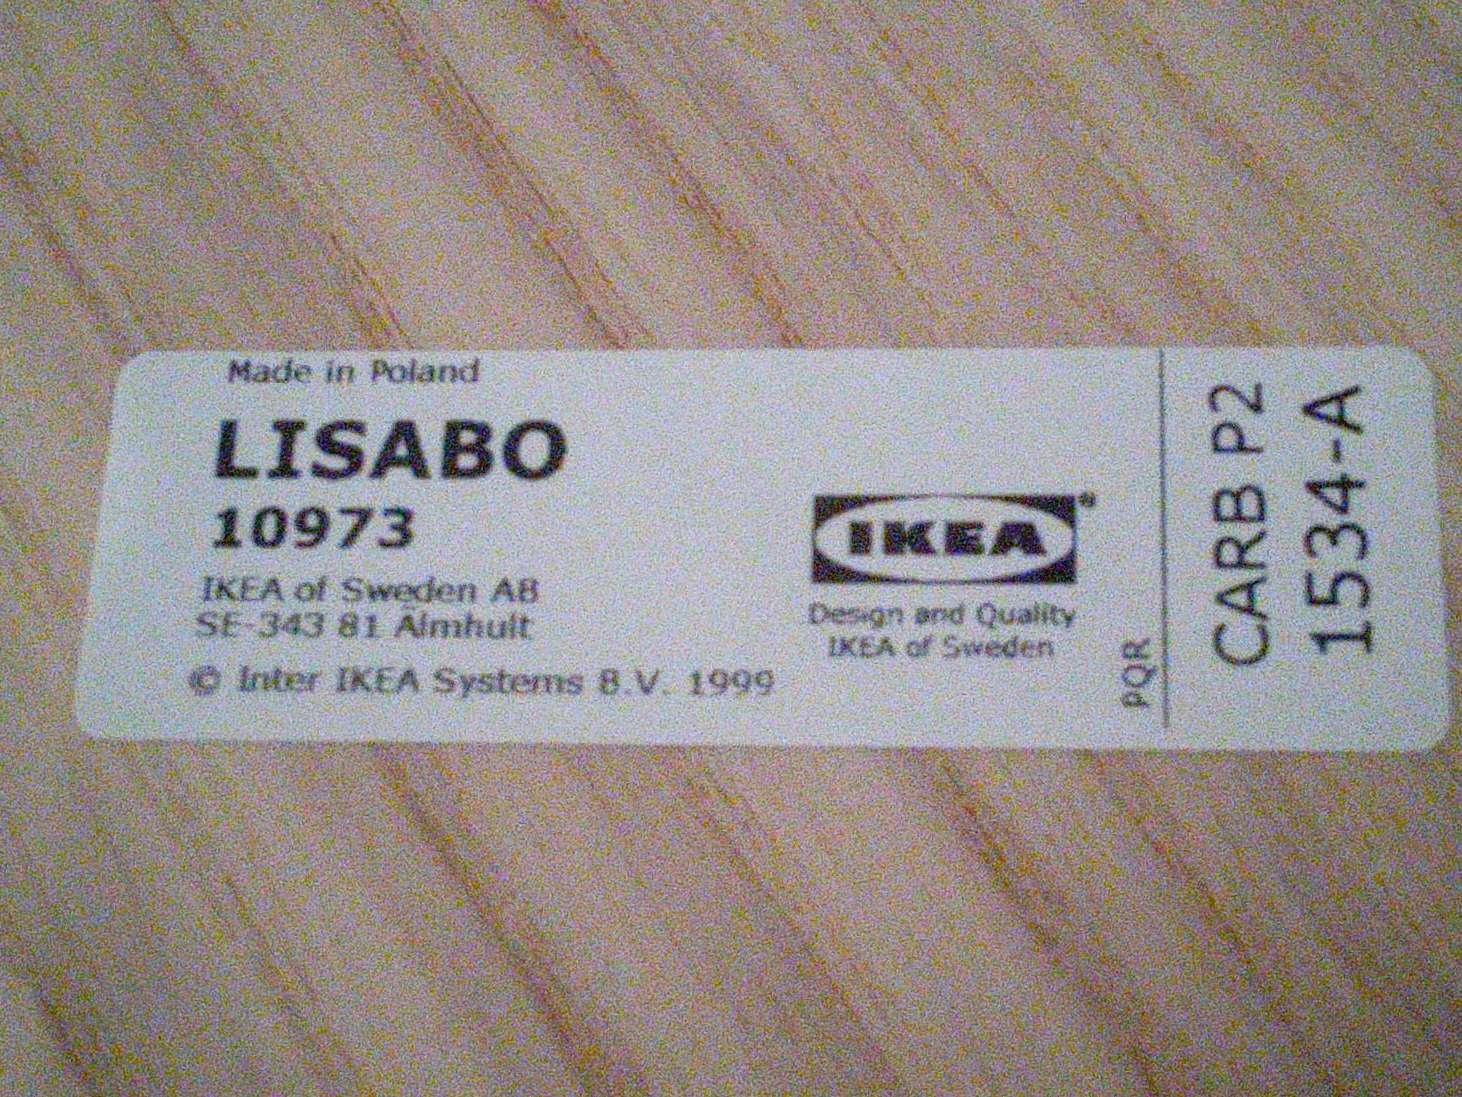 Made in Poland
LISABO
10973
IKEA of Sweden AB
SE-343 81 Älmhult
© Inter IKEA Systems B.V. 1999
IKEA®
Design and Quality
IKEA of Sweden
PQR
CARB P2
1534-A